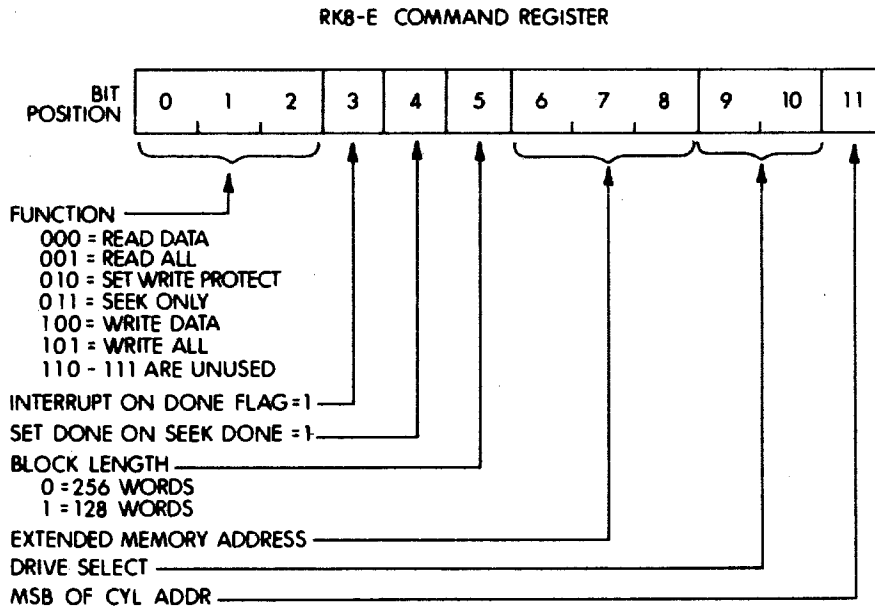 RK8-E COMMAND REGISTER
BIT
POSITION
0 1 2 3 4 5 6 7 8 9 10 11
FUNCTION
000 = READ DATA
001 = READ ALL
010 = SET WRITE PROTECT
011 = SEEK ONLY
100 = WRITE DATA
101 = WRITE ALL
110 - 111 ARE UNUSED
INTERRUPT ON DONE FLAG=1
SET DONE ON SEEK DONE =1
BLOCK LENGTH
0 = 256 WORDS
1 = 128 WORDS
EXTENDED MEMORY ADDRESS
DRIVE SELECT
MSB OF CYL ADDR